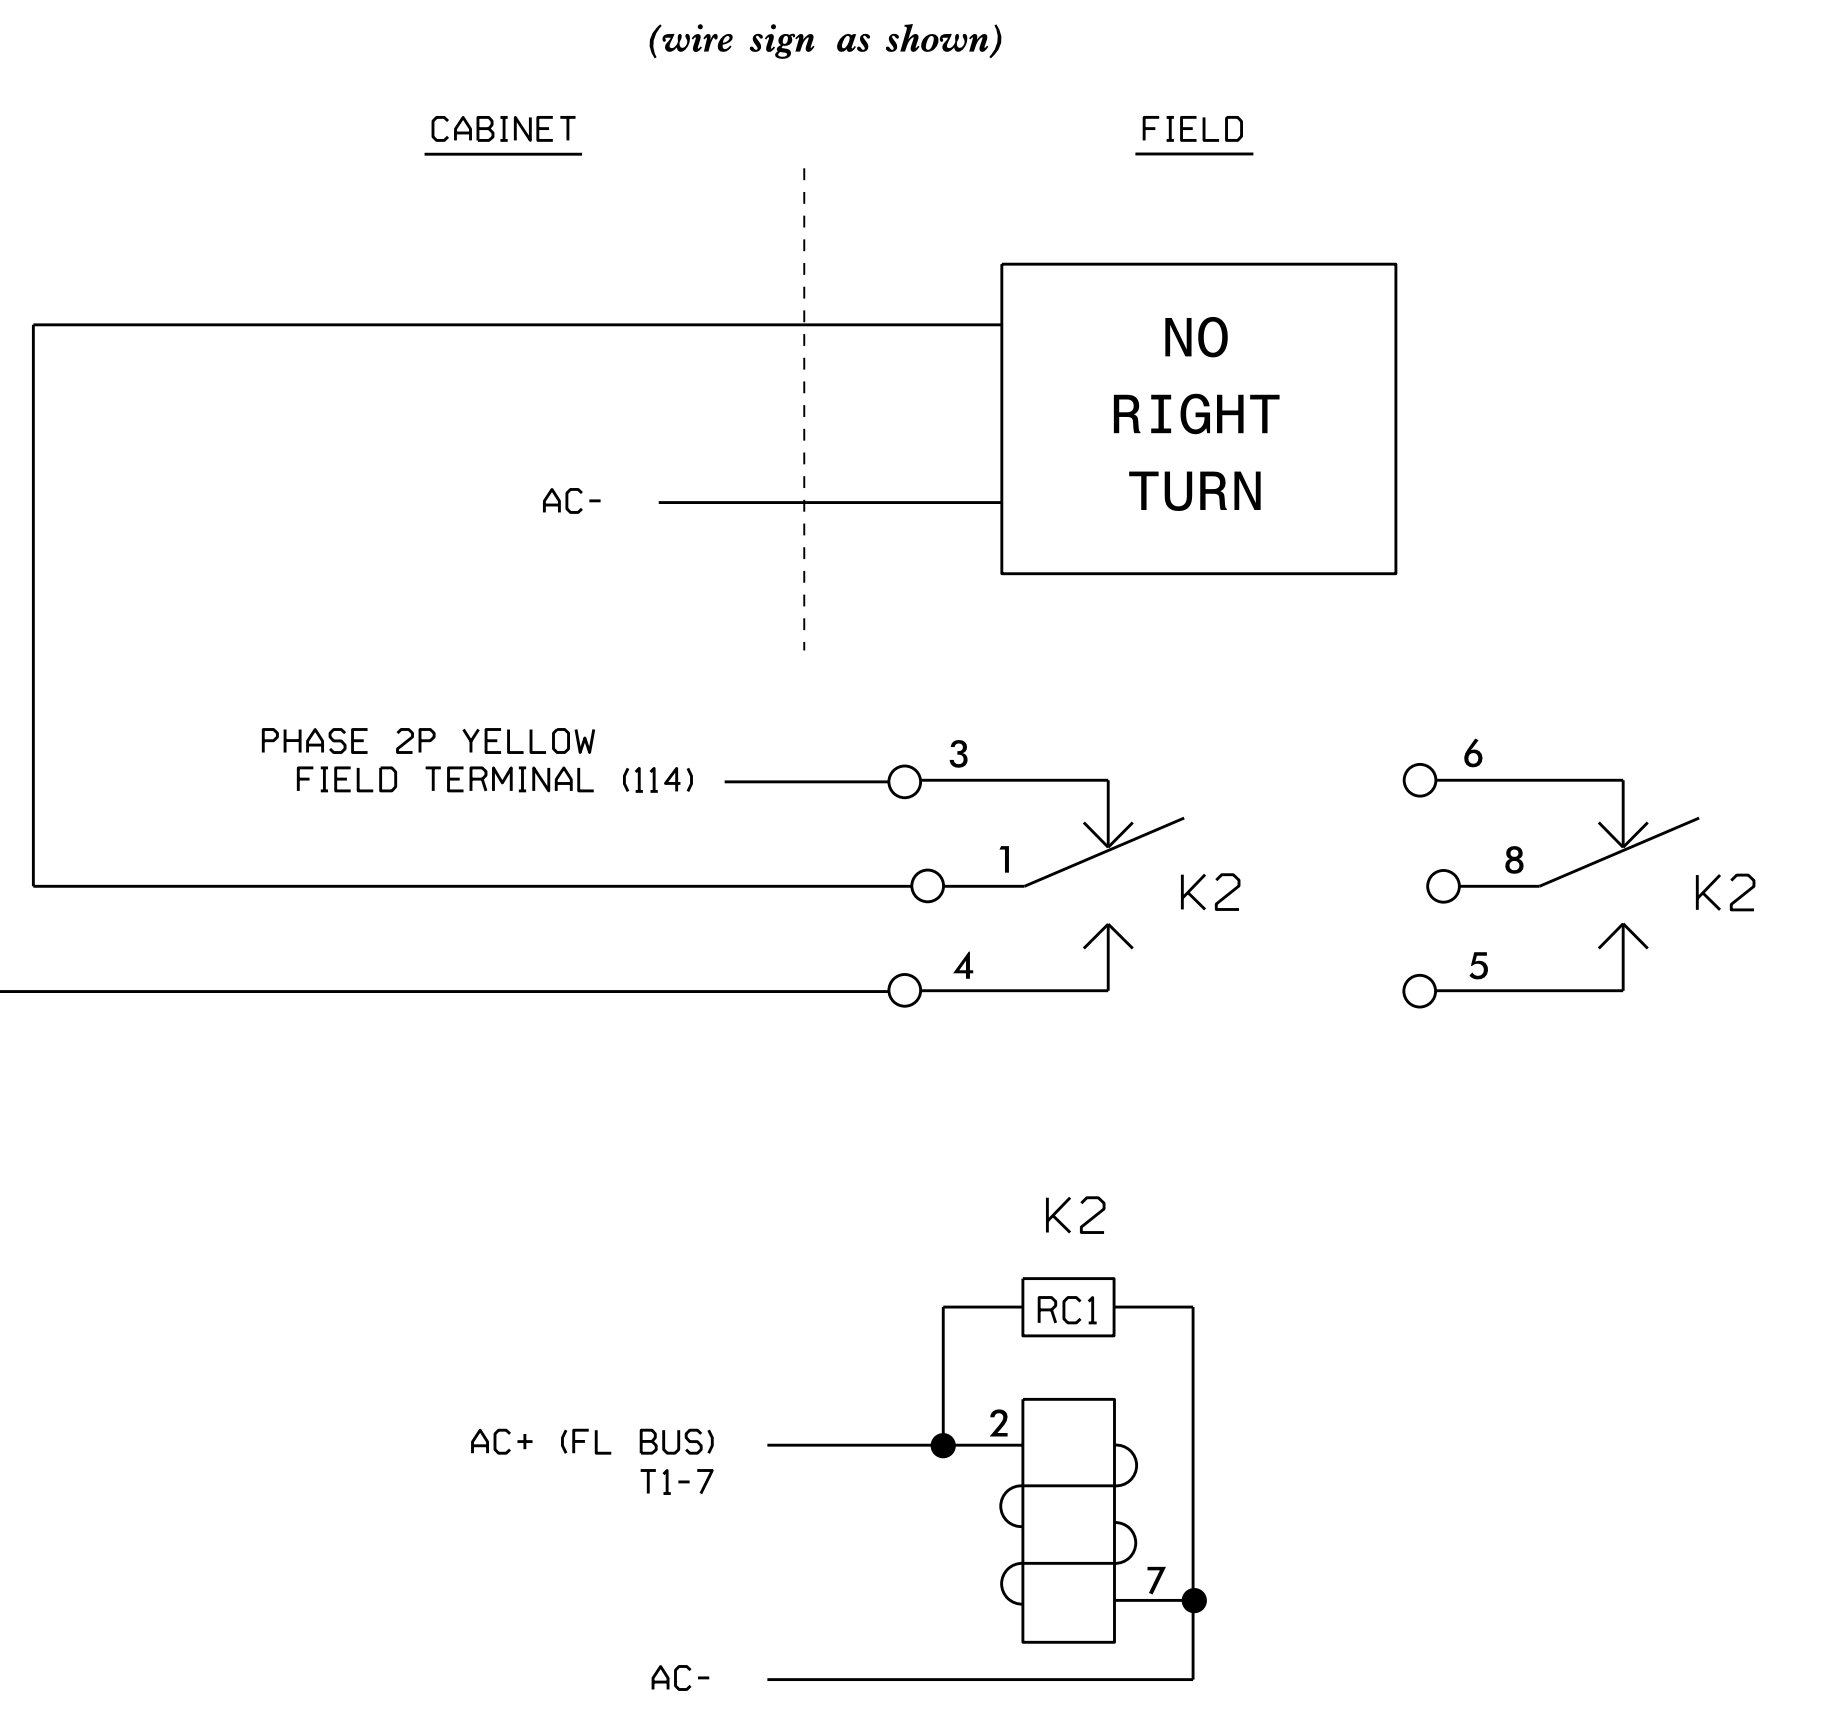 (wire sign as shown)
CABINET
FIELD
NO
RIGHT
TURN
AC-
PHASE 2P YELLOW
FIELD TERMINAL (114)
3
1
K2
4
6
8
K2
5
K2
RC1
2
AC+ (FL BUS)
T1-7
7
AC-